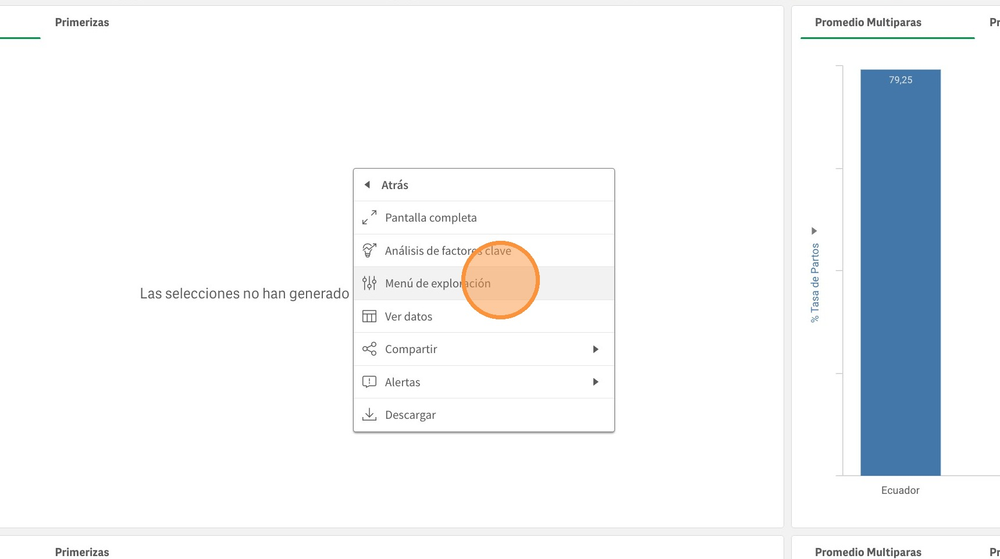 Primerizas
Promedio Multiparas
Pr
79,25
Atrás
Pantalla completa
Análisis de factores clave
Menú de exploración
Las selecciones no han generado
Ver datos
Compartir
Alertas
Descargar
% Tasa de Partos
Ecuador
Primerizas
Promedio Multiparas
Pr